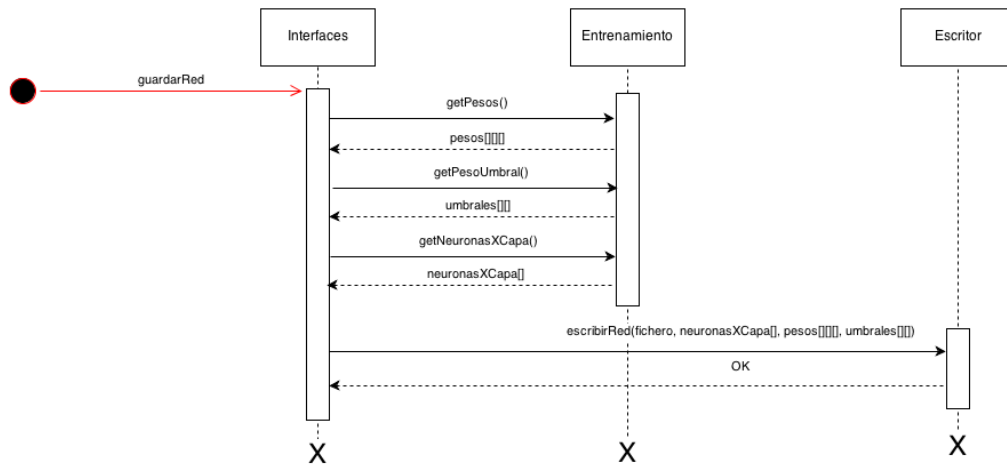 Interfaces
Entrenamiento
Escritor
guardarRed
getPesos()
pesos[][][]
getPesoUmbral()
umbrales[][]
getNeuronasXCapa()
neuronasXCapa[]
escribirRed(fichero, neuronasXCapa[], pesos[][][], umbrales[][])
OK
X
X
X